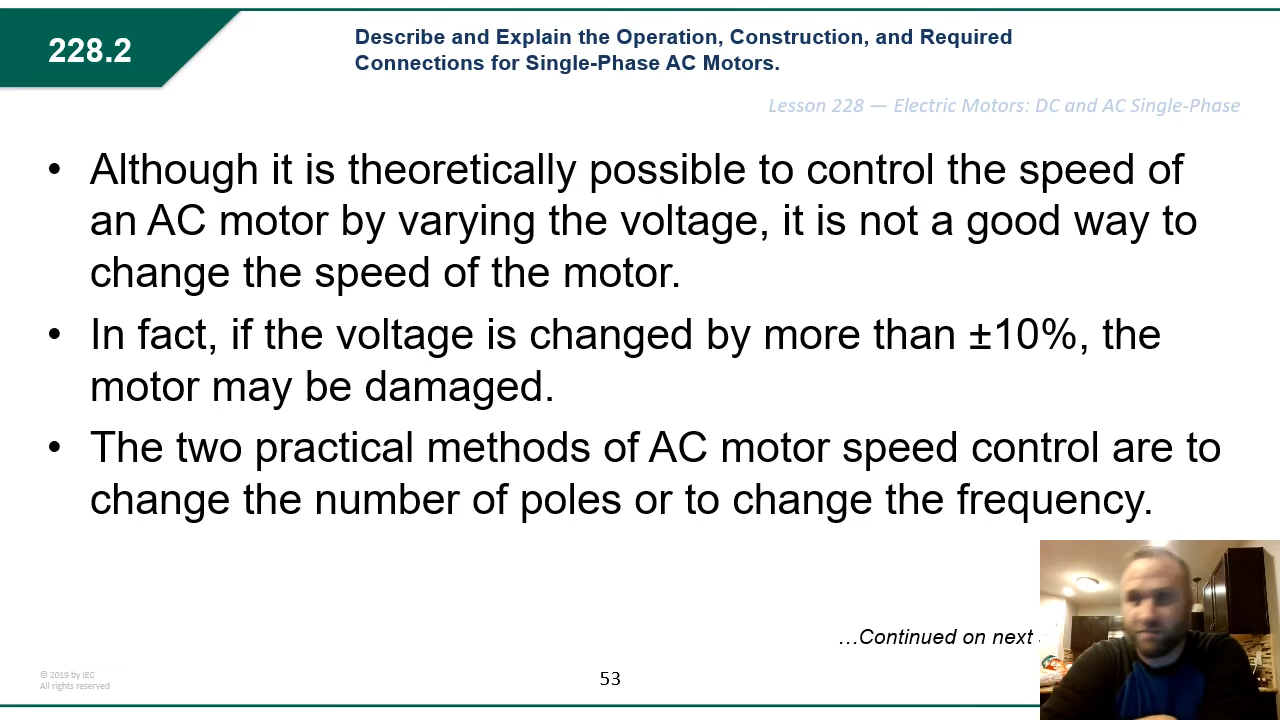 228.2
Describe and Explain the Operation, Construction, and Required
Connections for Single-Phase AC Motors.
Lesson 228 — Electric Motors: DC and AC Single-Phase
• Although it is theoretically possible to control the speed of
an AC motor by varying the voltage, it is not a good way to
change the speed of the motor.
• In fact, if the voltage is changed by more than ±10%, the
motor may be damaged.
• The two practical methods of AC motor speed control are to
change the number of poles or to change the frequency.
…Continued on next
© 2019 by IEC
All rights reserved
53